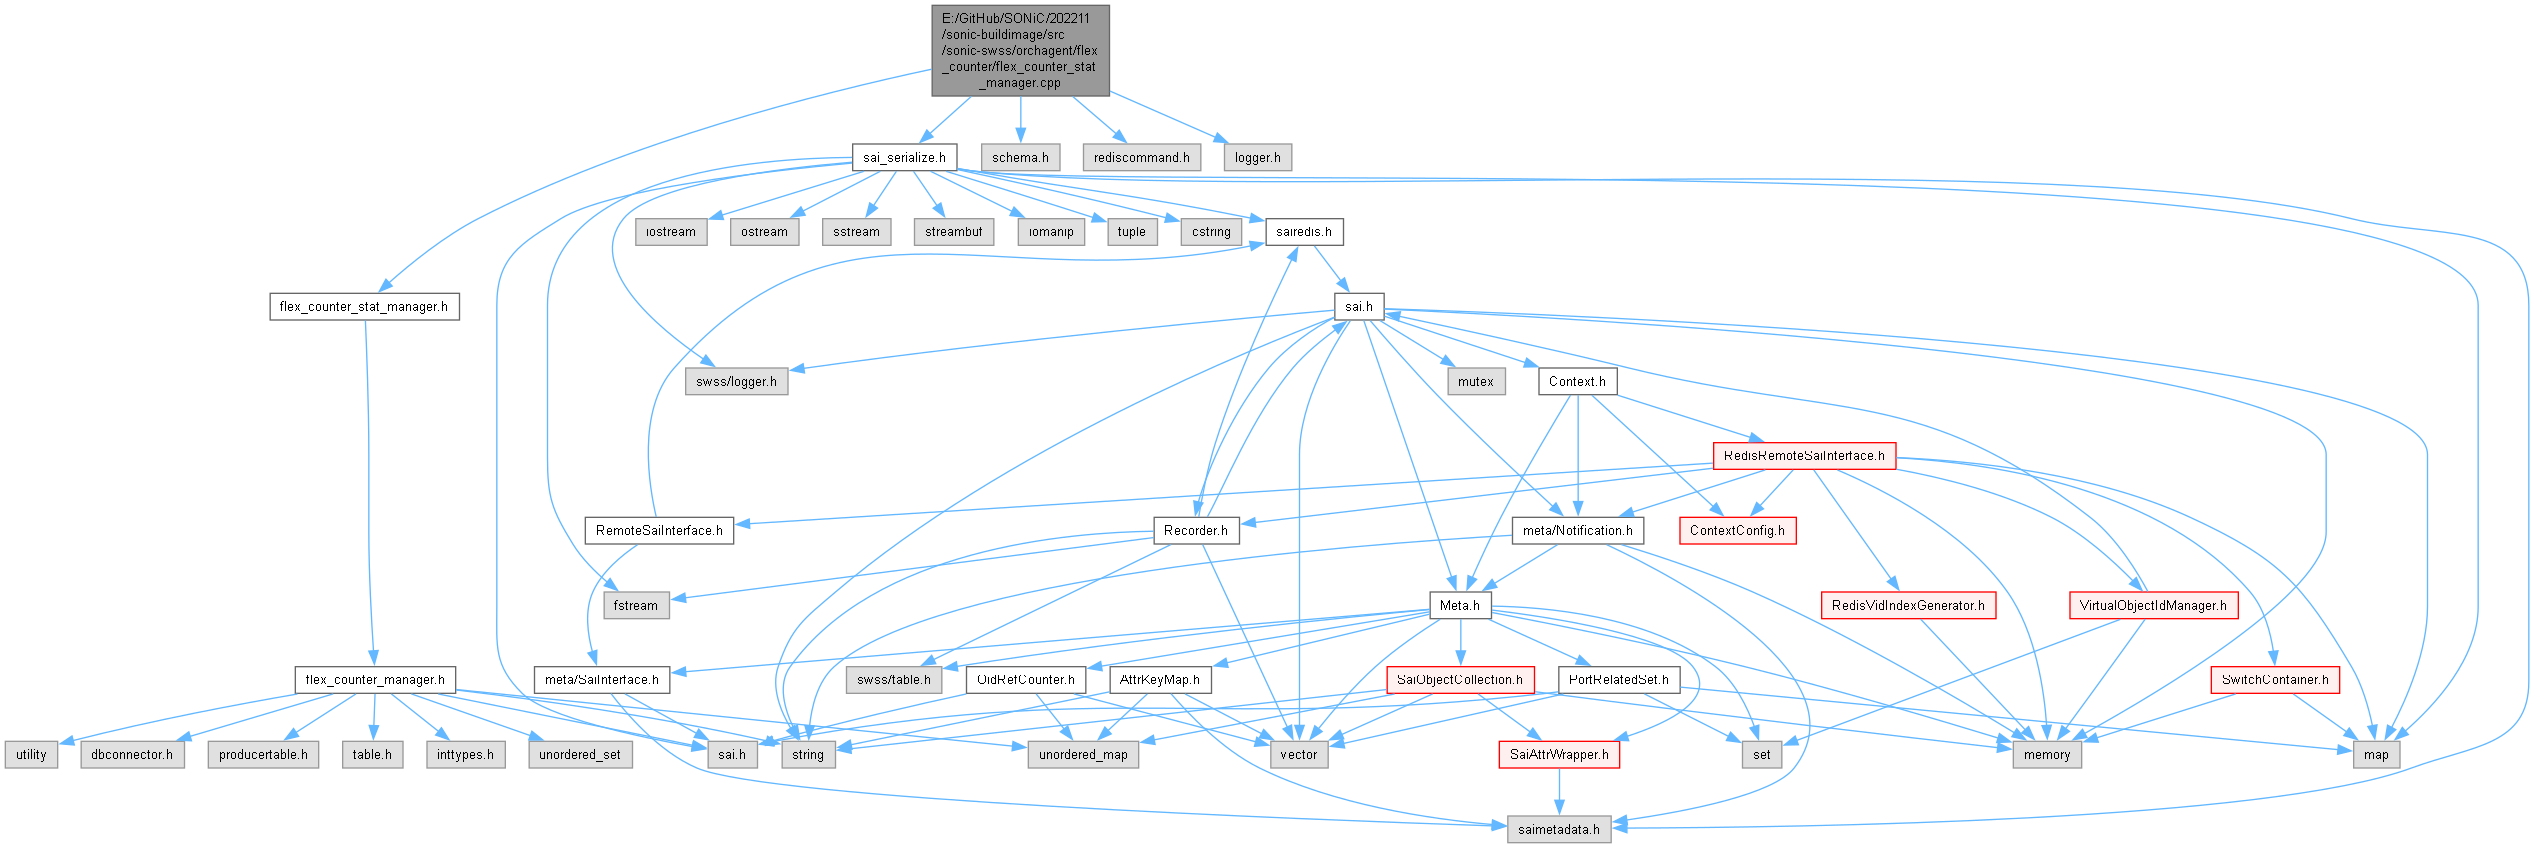 E:/GitHub/SONiC/202211
/sonic-buildimage/src
/sonic-swss/orchagent/flex
_counter/flex_counter_stat
_manager.cpp
sai_serialize.h
schema.h
rediscommand.h
logger.h
iostream
ostream
sstream
streambuf
iomanip
tuple
cstring
sairedis.h
flex_counter_stat_manager.h
sai.h
swss/logger.h
mutex
Context.h
RedisRemoteSaiInterface.h
RemoteSaiInterface.h
Recorder.h
meta/Notification.h
ContextConfig.h
fstream
Meta.h
RedisVidIndexGenerator.h
VirtualObjectIdManager.h
flex_counter_manager.h
meta/SaiInterface.h
swss/table.h
OidRefCounter.h
AttrKeyMap.h
SaiObjectCollection.h
PortRelatedSet.h
SwitchContainer.h
utility
dbconnector.h
producertable.h
table.h
inttypes.h
unordered_set
sai.h
string
unordered_map
vector
SaiAttrWrapper.h
set
memory
map
saimetadata.h